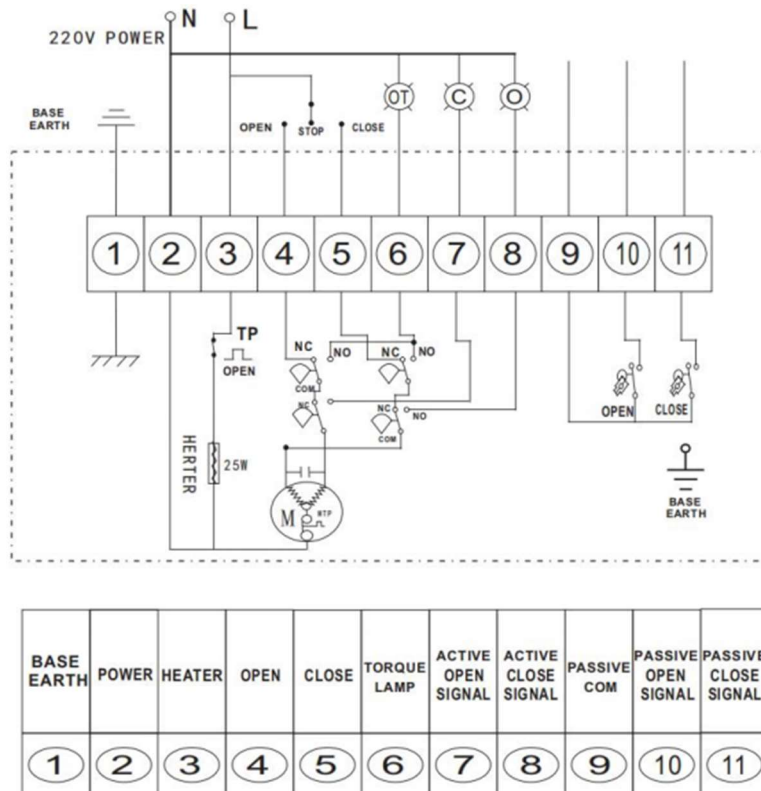 N L
220V POWER
OT C O
BASE
EARTH
OPEN STOP CLOSE
1 2 3 4 5 6 7 8 9 10 11
TP
OPEN
NC NO NC NO
COM
NC NC NO
COM
OPEN CLOSE
HERTER
25W
M MTP
BASE
EARTH
BASE
EARTH
POWER
HEATER
OPEN
CLOSE
TORQUE
LAMP
ACTIVE
OPEN
SIGNAL
ACTIVE
CLOSE
SIGNAL
PASSIVE
COM
PASSIVE
OPEN
SIGNAL
PASSIVE
CLOSE
SIGNAL
1 2 3 4 5 6 7 8 9 10 11